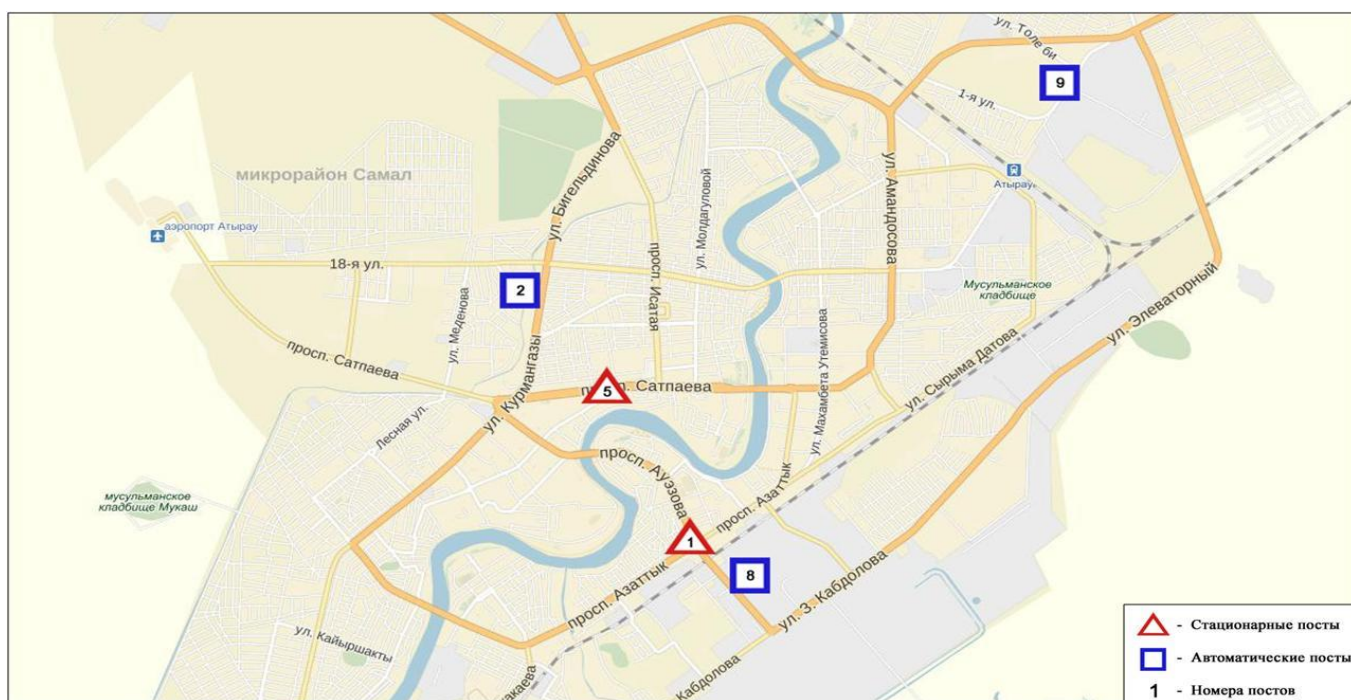 ул. Толе би
9
1-я ул.
ул. Бигельдинова
микрорайон Самал
ул. Амандосова
Атырау
аэропорт Атырау
ул. Молдагуловой
18-я ул.
просп. Исатая
2
Мусульманское
кладбище
ул. Элеваторный
ул. Меденова
ул. Махамбета Утемисова
просп. Сатпаева
ул. Курмангазы
5
Сатпаева
ул. Сырыма Датова
Лесная ул.
просп. Ауэзова
просп. Азаттык
мусульманское
кладбище Мукаш
1
8
просп. Азаттык
ул. З. Кабдолова
ул. Кайыршакты
Кабдолова
- Стационарные посты
- Автоматические посты
1 - Номера постов